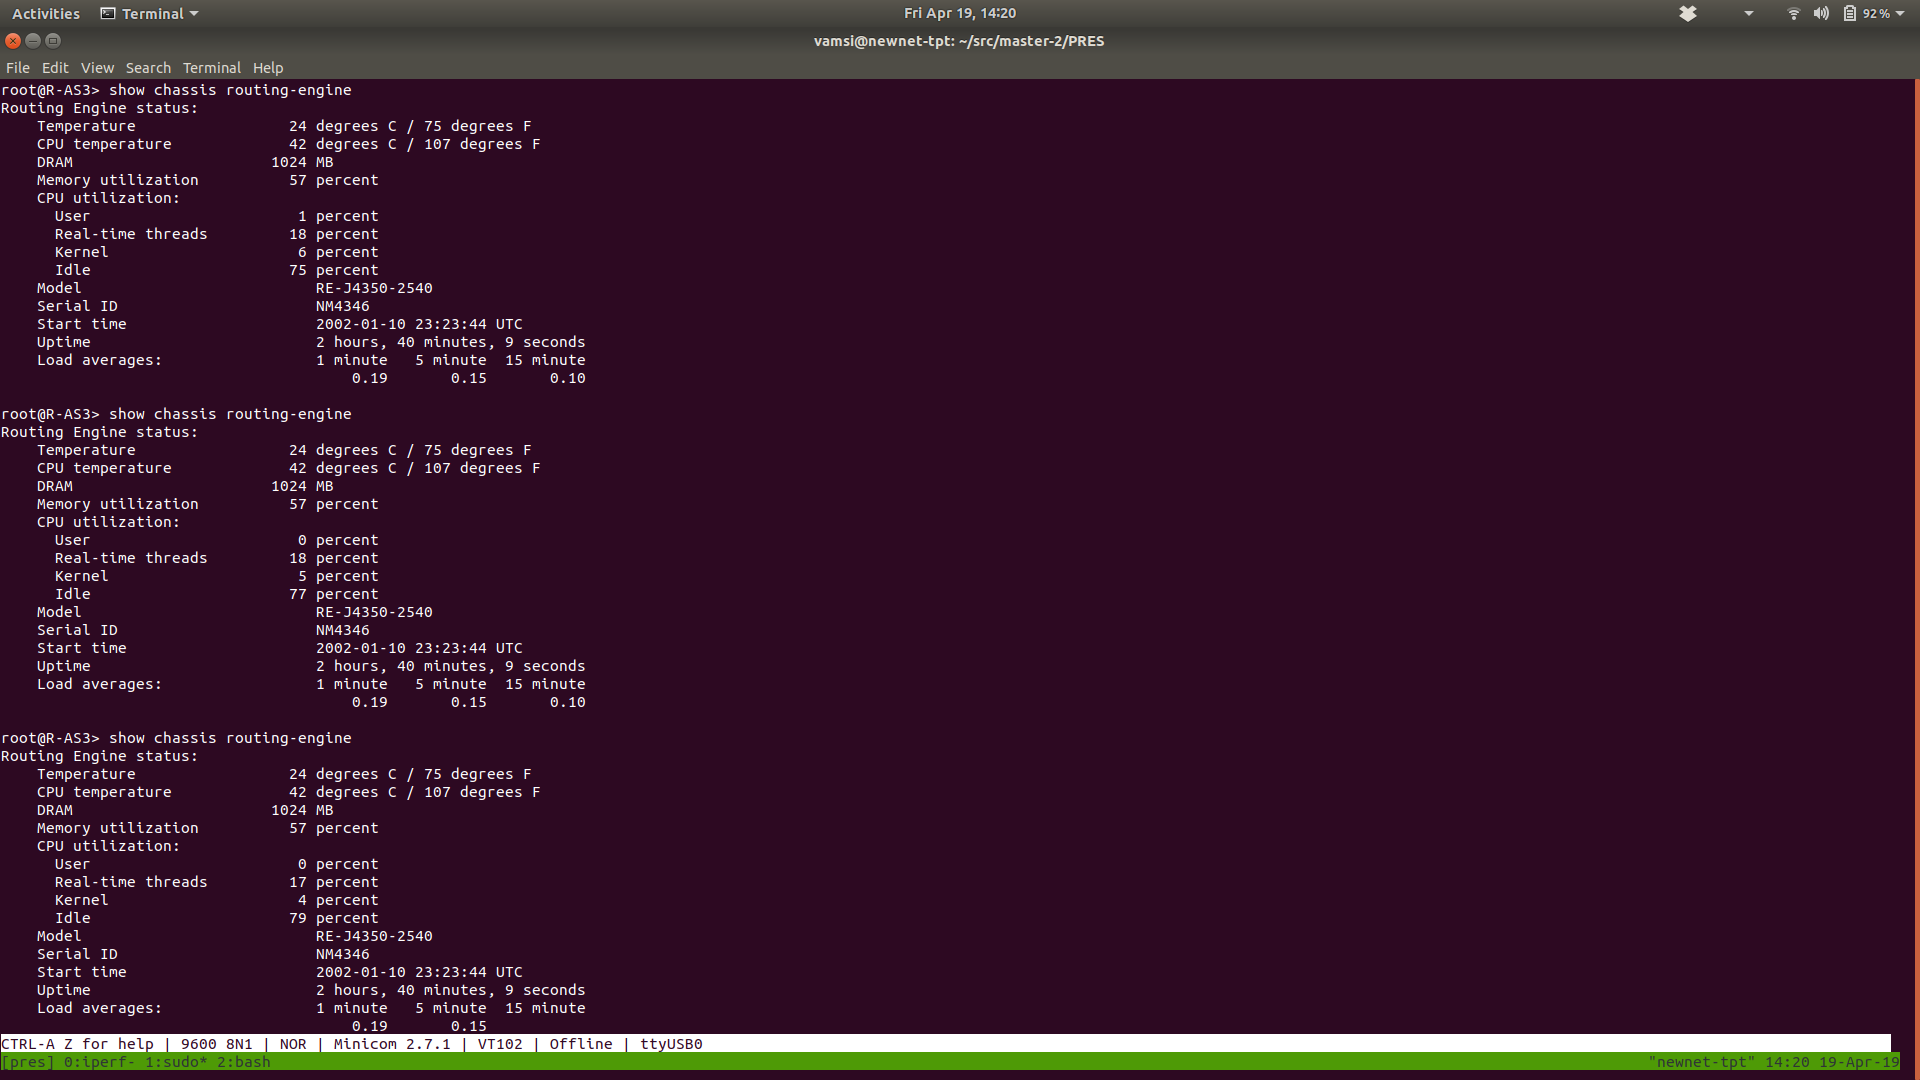 Activities Terminal Fri Apr 19, 14:20 92 %
vamsi@newnet-tpt: ~/src/master-2/PRES
File Edit View Search Terminal Help
root@R-AS3> show chassis routing-engine
Routing Engine status:
    Temperature                 24 degrees C / 75 degrees F
    CPU temperature             42 degrees C / 107 degrees F
    DRAM                      1024 MB
    Memory utilization          57 percent
    CPU utilization:
      User                       1 percent
      Real-time threads         18 percent
      Kernel                     6 percent
      Idle                      75 percent
    Model                          RE-J4350-2540
    Serial ID                      NM4346
    Start time                     2002-01-10 23:23:44 UTC
    Uptime                         2 hours, 40 minutes, 9 seconds
    Load averages:                 1 minute   5 minute  15 minute
                                       0.19       0.15       0.10
root@R-AS3> show chassis routing-engine
Routing Engine status:
    Temperature                 24 degrees C / 75 degrees F
    CPU temperature             42 degrees C / 107 degrees F
    DRAM                      1024 MB
    Memory utilization          57 percent
    CPU utilization:
      User                       0 percent
      Real-time threads         18 percent
      Kernel                     5 percent
      Idle                      77 percent
    Model                          RE-J4350-2540
    Serial ID                      NM4346
    Start time                     2002-01-10 23:23:44 UTC
    Uptime                         2 hours, 40 minutes, 9 seconds
    Load averages:                 1 minute   5 minute  15 minute
                                       0.19       0.15       0.10
root@R-AS3> show chassis routing-engine
Routing Engine status:
    Temperature                 24 degrees C / 75 degrees F
    CPU temperature             42 degrees C / 107 degrees F
    DRAM                      1024 MB
    Memory utilization          57 percent
    CPU utilization:
      User                       0 percent
      Real-time threads         17 percent
      Kernel                     4 percent
      Idle                      79 percent
    Model                          RE-J4350-2540
    Serial ID                      NM4346
    Start time                     2002-01-10 23:23:44 UTC
    Uptime                         2 hours, 40 minutes, 9 seconds
    Load averages:                 1 minute   5 minute  15 minute
                                       0.19       0.15
CTRL-A Z for help | 9600 8N1 | NOR | Minicom 2.7.1 | VT102 | Offline | ttyUSB0
[pres] 0:iperf- 1:sudo* 2:bash "newnet-tpt" 14:20 19-Apr-19